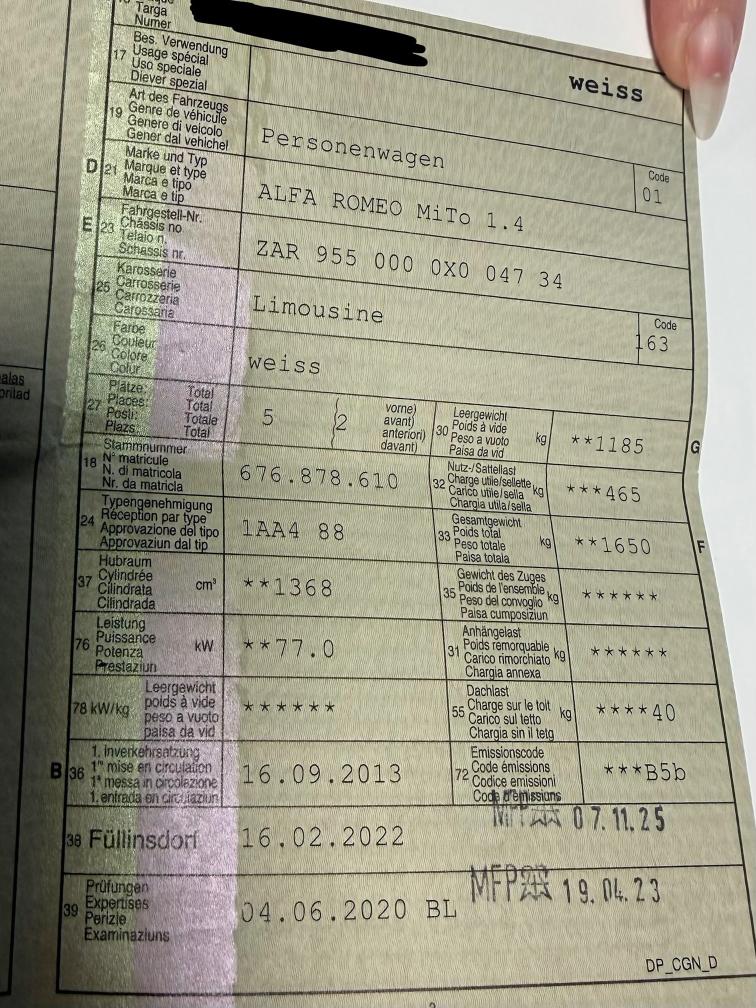 Targa
Numer
weiss
17 Bes. Verwendung
Usage spécial
Uso speciale
Diever spezial
19 Art des Fahrzeugs
Genre de véhicule
Genere di veicolo
Gener dal vehichel
Personenwagen
Code
01
D 21 Marke und Typ
Marque et type
Marca e tipo
Marca e tip
ALFA ROMEO MiTo 1.4
E 23 Fahrgestell-Nr.
Châssis no
Telaio n.
Schassis nr.
ZAR 955 000 0X0 047 34
25 Karosserie
Carrosserie
Carrozzeria
Carossaria
Limousine
Code
163
26 Farbe
Couleur
Colore
Colur
weiss
27 Plätze: Total
Places: Total
Posti: Totale
Plazs: Total
5 (2 vorne)
avant)
anteriori)
davant)
30 Leergewicht
Poids à vide
Peso a vuoto
Paisa da vid
kg
**1185
G
18 Stammnummer
N° matricule
N. di matricola
Nr. da matricla
676.878.610
32 Nutz-/Sattellast
Charge utile/sellette
Carico utile/sella
Chargia utila/sella
kg
***465
24 Typengenehmigung
Réception par type
Approvazione del tipo
Approvaziun dal tip
1AA4 88
33 Gesamtgewicht
Poids total
Peso totale
Paisa totala
kg
**1650
F
37 Hubraum
Cylindrée
Cilindrata
Cilindrada
cm³
**1368
35 Gewicht des Zuges
Poids de l'ensemble
Peso del convoglio
Paisa cumposiziun
kg
******
76 Leistung
Puissance
Potenza
Prestaziun
kW
**77.0
31 Anhängelast
Poids remorquable
Carico rimorchiato
Chargia annexa
kg
******
78 kW/kg Leergewicht
poids à vide
peso a vuoto
paisa da vid
******
55 Dachlast
Charge sur le toit
Carico sul tetto
Chargia sin il tetg
kg
****40
B 36 1. Inverkehrsetzung
1re mise en circulation
1a messa in circolazione
1. entrada en circulaziun
16.09.2013
72 Emissionscode
Code émissions
Codice emissioni
Code d'emissiuns
***B5b
38 Füllinsdorf
16.02.2022
07.11.25
39 Prüfungen
Expertises
Perizie
Examinaziuns
04.06.2020 BL
MFP 19.04.23
DP_CGN_D